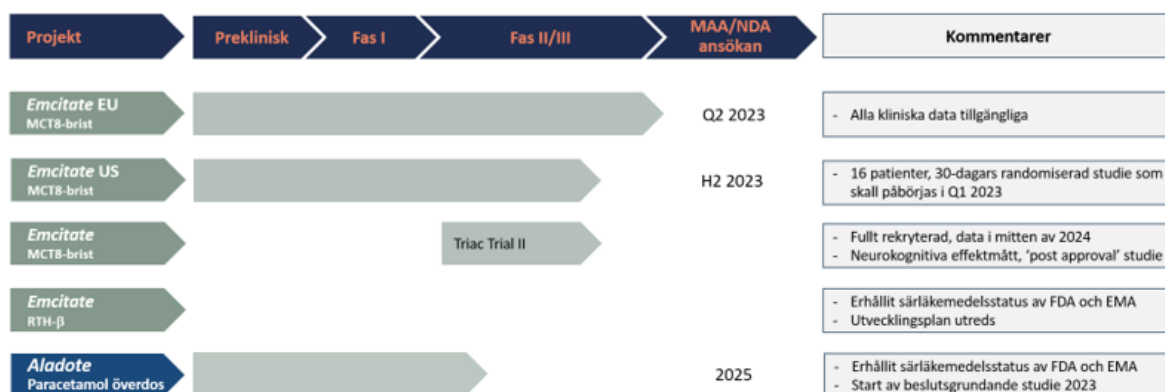 Projekt
Preklinisk
Fas I
Fas II/III
MAA/NDA
ansökan
Kommentarer
Emcitate EU
MCT8-brist
Q2 2023
- Alla kliniska data tillgängliga
Emcitate US
MCT8-brist
H2 2023
- 16 patienter, 30-dagars randomiserad studie som
skall påbörjas i Q1 2023
Emcitate
MCT8-brist
Triac Trial II
- Fullt rekryterad, data i mitten av 2024
- Neurokognitiva effektmått, ‘post approval’ studie
Emcitate
RTH-β
- Erhållit särläkemedelsstatus av FDA och EMA
- Utvecklingsplan utreds
Aladote
Paracetamol överdos
2025
- Erhållit särläkemedelsstatus av FDA och EMA
- Start av beslutsgrundande studie 2023